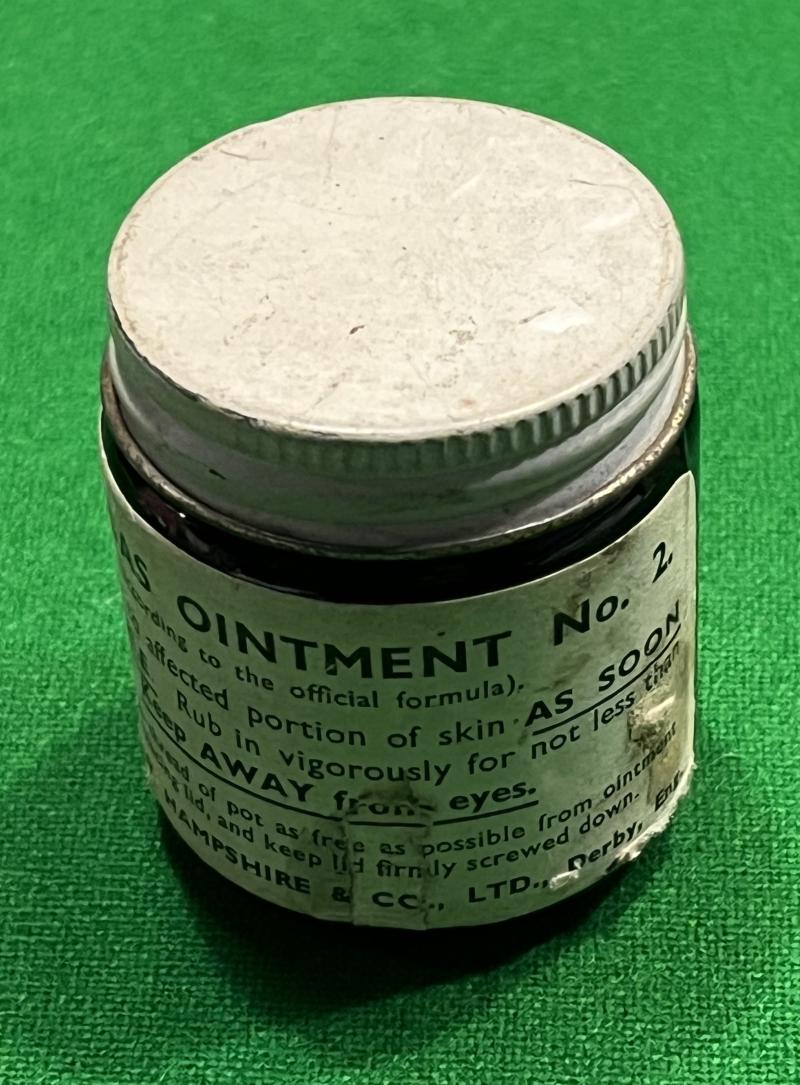 AS OINTMENT No. 2.
to the official formula).
affected portion of skin AS SOON
Rub in vigorously for not less than
Keep AWAY from eyes.
of pot as free as possible from ointment
lid, and keep lid firmly screwed down.
HAMPSHIRE & CO., LTD., Derby, Eng.